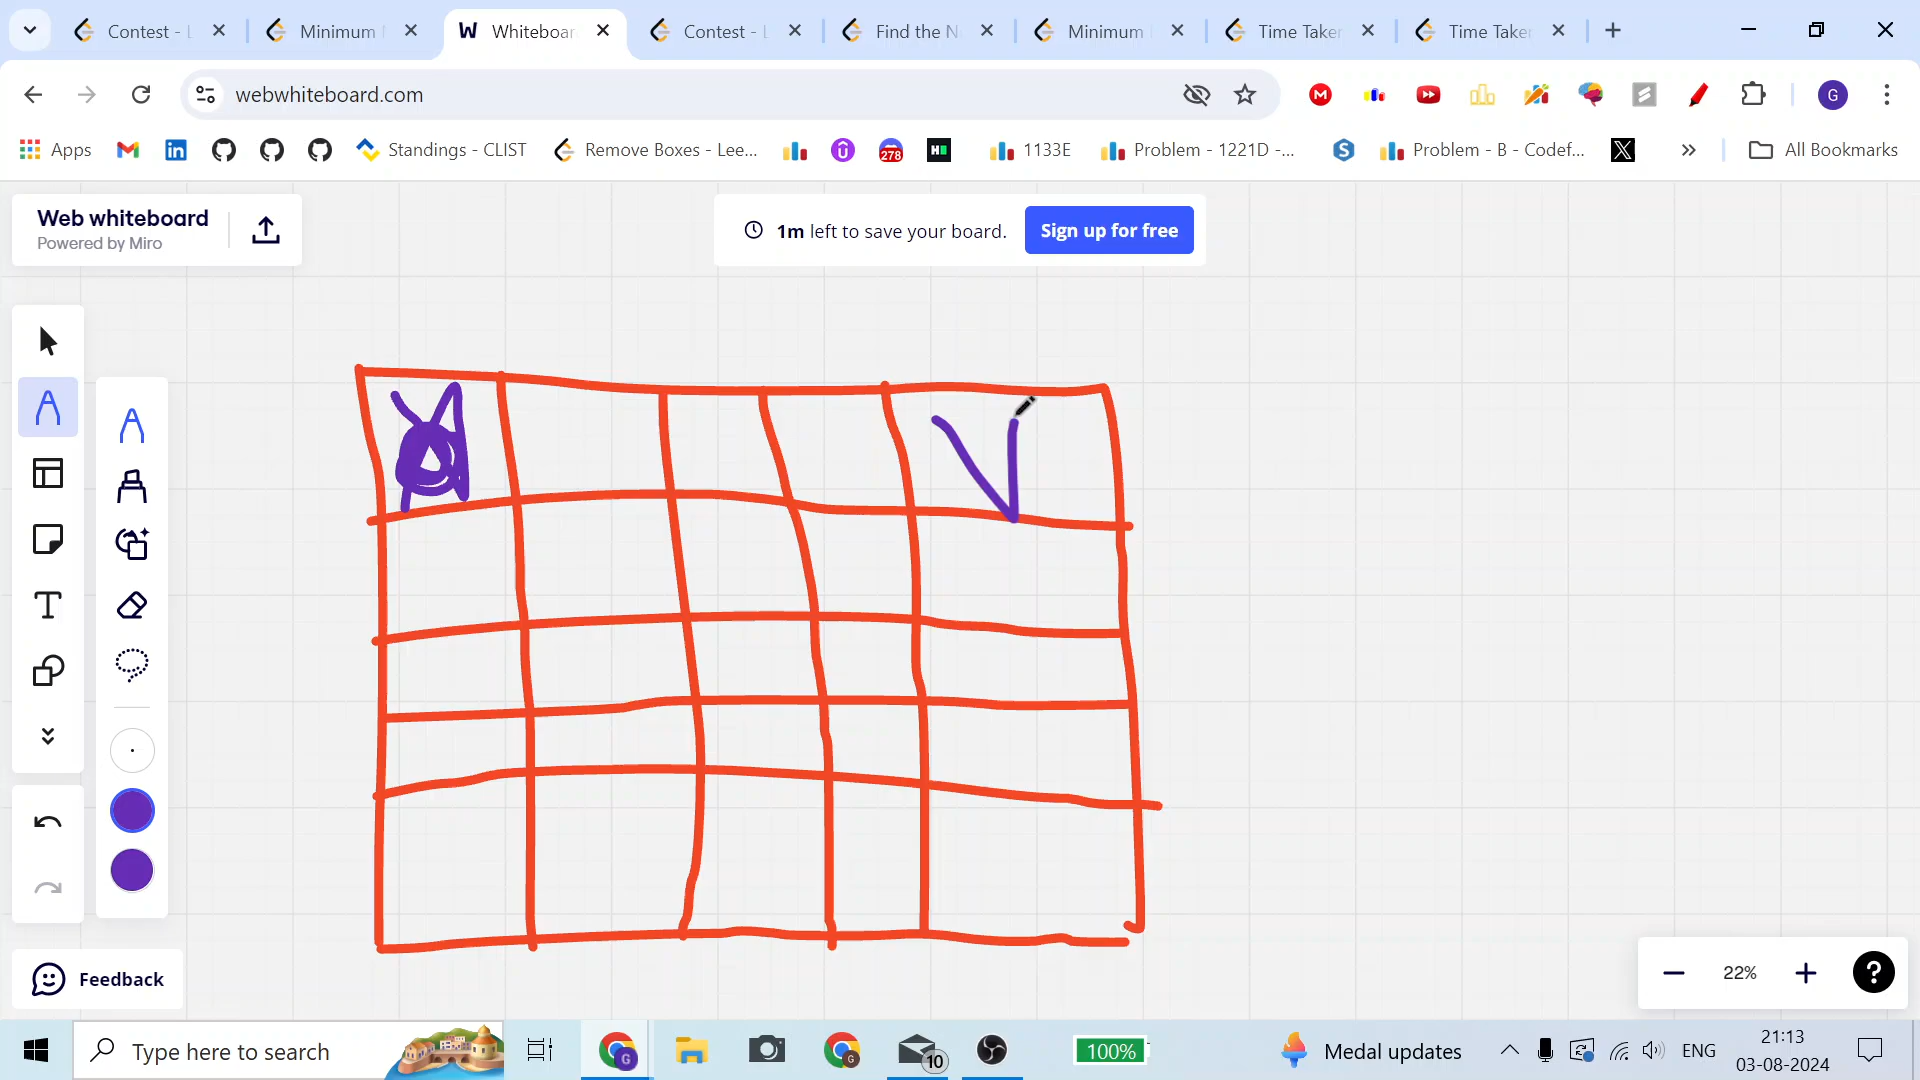 Contest - L
Minimum
Whiteboar
Contest - L
Find the N
Minimum
Time Taker
Time Taker
webwhiteboard.com
G
Apps
Standings - CLIST
Remove Boxes - Lee...
278
1133E
Problem - 1221D -...
Problem - B - Codef...
All Bookmarks
Web whiteboard
Powered by Miro
1m left to save your board.
Sign up for free
Feedback
22%
Type here to search
10
100%
Medal updates
ENG
21:13
03-08-2024